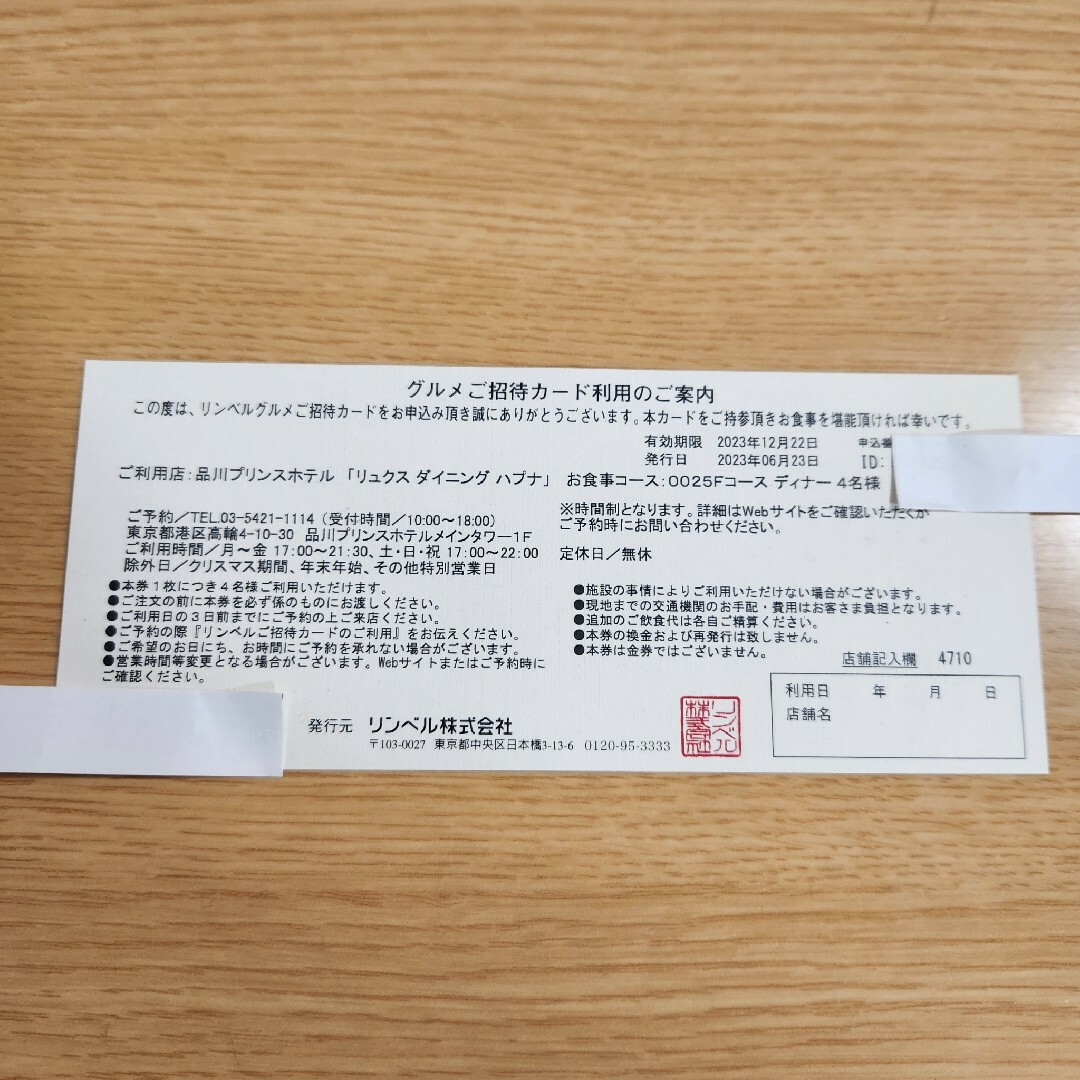 グルメご招待カード利用のご案内
この度は、リンベルグルメご招待カードをお申込み頂き誠にありがとうございます。本カードをご持参頂きお食事を堪能頂ければ幸いです。
有効期限 2023年12月22日 申込番
発行日 2023年06月23日 ID:
ご利用店:品川プリンスホテル 「リュクス ダイニング ハプナ」 お食事コース:0025Fコース ディナー 4名様
ご予約/TEL.03-5421-1114(受付時間/10:00~18:00)
東京都港区高輪4-10-30 品川プリンスホテルメインタワー1F
ご利用時間/月~金 17:00~21:30、土・日・祝 17:00~22:00
除外日/クリスマス期間、年末年始、その他特別営業日
※時間制となります。詳細はWebサイトをご確認いただくか
ご予約時にお問い合わせください。
定休日/無休
●本券1枚につき4名様ご利用いただけます。
●ご注文の前に本券を必ず係のものにお渡しください。
●ご利用日の3日前までにご予約の上ご来店ください。
●ご予約の際『リンベルご招待カードのご利用』をお伝えください。
●ご希望のお日にち、お時間にご予約を承れない場合がございます。
●営業時間等変更となる場合がございます。Webサイトまたはご予約時に
ご確認ください。
●施設の事情によりご利用いただけない場合がございます。
●現地までの交通機関のお手配・費用はお客さま負担となります。
●追加のご飲食代は各自ご精算ください。
●本券の換金および再発行は致しません。
●本券は金券ではございません。
店舗記入欄 4710
利用日 年 月 日
店舗名
発行元 リンベル株式会社
〒103-0027 東京都中央区日本橋3-13-6 0120-95-3333
リンベル
株式会社